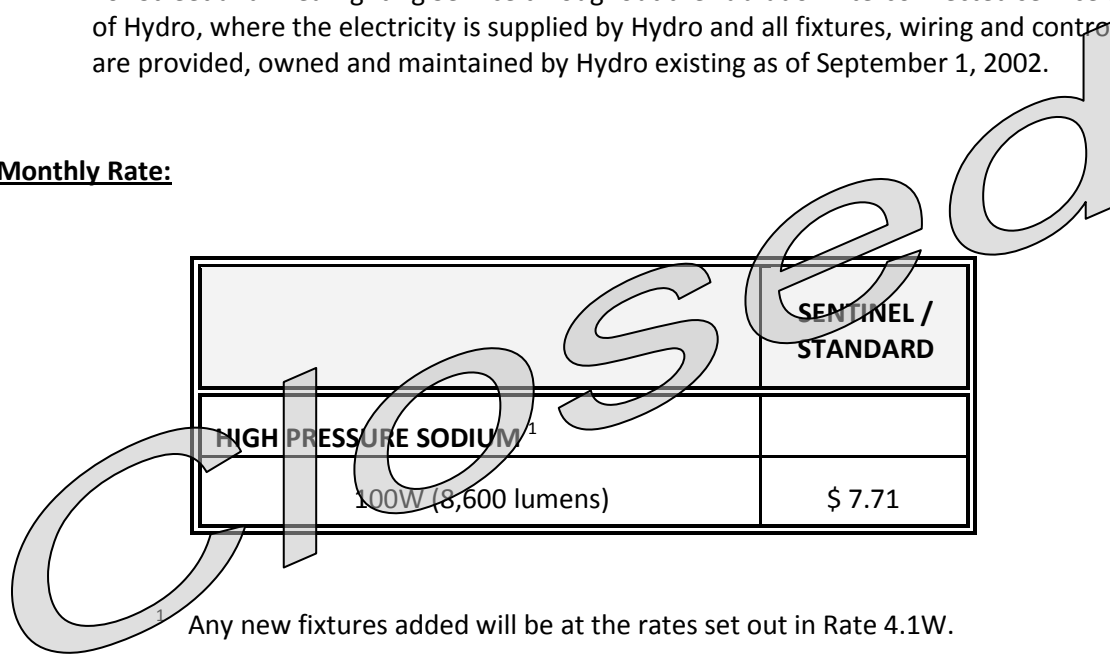 of Hydro, where the electricity is supplied by Hydro and all fixtures, wiring and contro
are provided, owned and maintained by Hydro existing as of September 1, 2002.
Monthly Rate:
SENTINEL /
STANDARD
HIGH PRESSURE SODIUM 1
100W (8,600 lumens) $ 7.71
1 Any new fixtures added will be at the rates set out in Rate 4.1W.
Closed